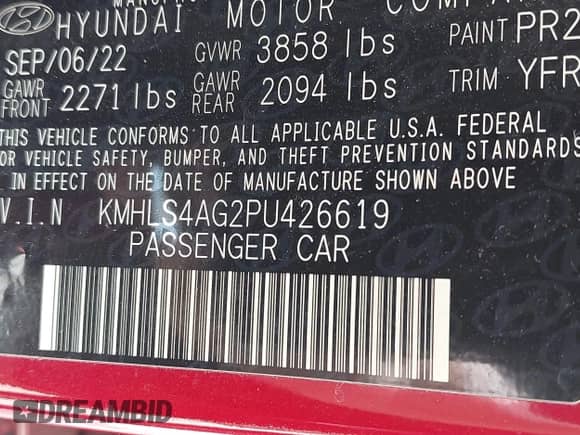 HYUNDAI MOTOR
SEP/06/22 GVWR 3858 lbs PAINT PR2
GAWR FRONT 2271 lbs GAWR REAR 2094 lbs TRIM YFR
THIS VEHICLE CONFORMS TO ALL APPLICABLE U.S.A. FEDERAL
VEHICLE SAFETY, BUMPER, AND THEFT PREVENTION STANDARDS
IN EFFECT ON THE DATE OF MANUFACTURE SHOWN ABOVE
V.I.N KMHLS4AG2PU426619
PASSENGER CAR
DREAMBID